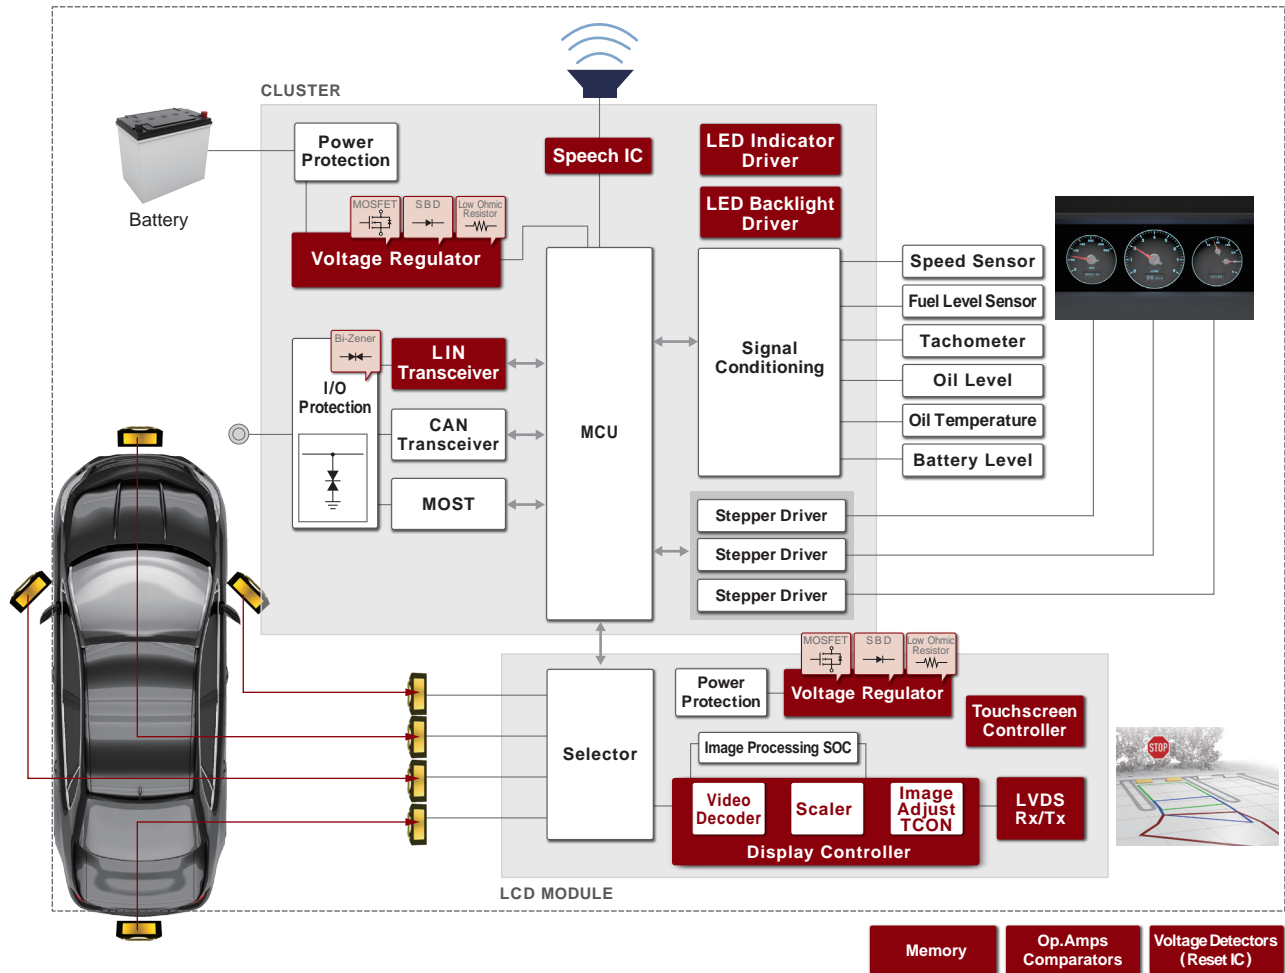 CLUSTER
Battery
Power
Protection
Speech IC
LED Indicator
Driver
LED Backlight
Driver
MOSFET
SBD
Low Ohmic
Resistor
Voltage Regulator
Bi-Zener
I/O
Protection
LIN
Transceiver
CAN
Transceiver
MOST
MCU
Signal
Conditioning
Speed Sensor
Fuel Level Sensor
Tachometer
Oil Level
Oil Temperature
Battery Level
Stepper Driver
Stepper Driver
Stepper Driver
MOSFET
SBD
Low Ohmic
Resistor
Power
Protection
Voltage Regulator
Touchscreen
Controller
Selector
Image Processing SOC
Video
Decoder
Scaler
Image
Adjust
TCON
Display Controller
LVDS
Rx/Tx
STOP
LCD MODULE
Memory
Op.Amps
Comparators
Voltage Detectors
(Reset IC)